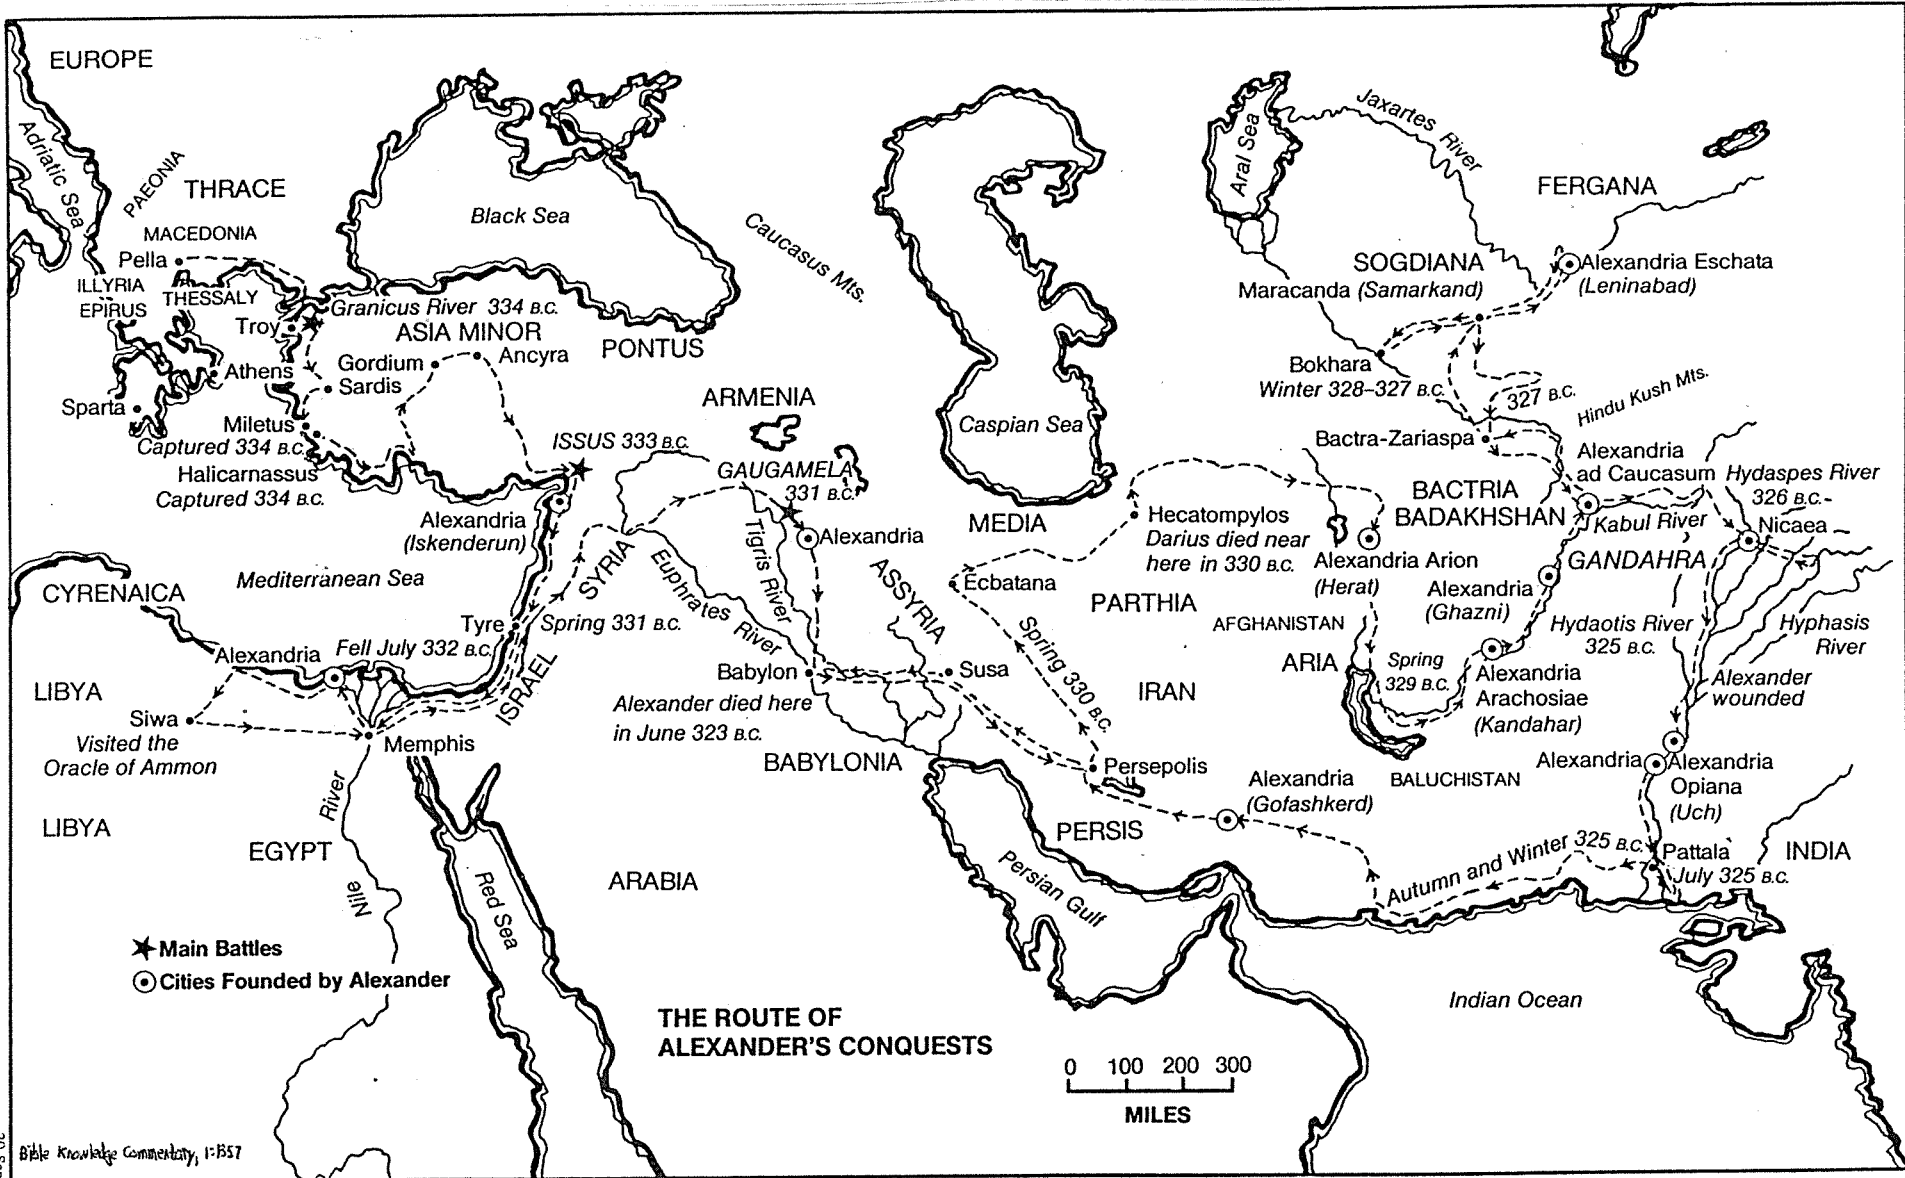 EUROPE
Adriatic Sea
PAEONIA
THRACE
MACEDONIA
Pella
ILLYRIA
EPIRUS
THESSALY
Troy
Athens
Sparta
Black Sea
Granicus River 334 B.C.
ASIA MINOR
PONTUS
Gordium
Ancyra
Sardis
Miletus
Captured 334 B.C.
Halicarnassus
Captured 334 B.C.
ISSUS 333 B.C.
Alexandria
(Iskenderun)
Caucasus Mts.
ARMENIA
GAUGAMELA
331 B.C.
Alexandria
Tigris River
Euphrates River
ASSYRIA
SYRIA
Mediterranean Sea
CYRENAICA
Tyre
Spring 331 B.C.
Fell July 332 B.C.
ISRAEL
Alexandria
LIBYA
Siwa
Visited the
Oracle of Ammon
Memphis
LIBYA
River
EGYPT
Nile
Red Sea
ARABIA
Babylon
Alexander died here
in June 323 B.C.
BABYLONIA
Susa
Caspian Sea
MEDIA
Ecbatana
Hecatompylos
Darius died near
here in 330 B.C.
PARTHIA
Spring 330 B.C.
IRAN
Persepolis
PERSIS
Persian Gulf
Aral Sea
Jaxartes River
FERGANA
SOGDIANA
Alexandria Eschata
(Leninabad)
Maracanda (Samarkand)
Bokhara
Winter 328–327 B.C.
327 B.C.
Hindu Kush Mts.
Bactra-Zariaspa
Alexandria
ad Caucasum
Hydaspes River
326 B.C.-
BACTRIA
BADAKHSHAN
Kabul River
Nicaea
GANDAHRA
Alexandria Arion
(Herat)
Alexandria
(Ghazni)
AFGHANISTAN
ARIA
Spring
329 B.C.
Hydaotis River
325 B.C.
Hyphasis
River
Alexandria
Arachosiae
(Kandahar)
Alexander
wounded
Alexandria
Alexandria
Opiana
(Uch)
BALUCHISTAN
Alexandria
(Gofashkerd)
Autumn and Winter 325 B.C.
Pattala
July 325 B.C.
INDIA
Indian Ocean
Main Battles
Cities Founded by Alexander
THE ROUTE OF
ALEXANDER'S CONQUESTS
0 100 200 300
MILES
Bible Knowledge Commentary, 1:1357